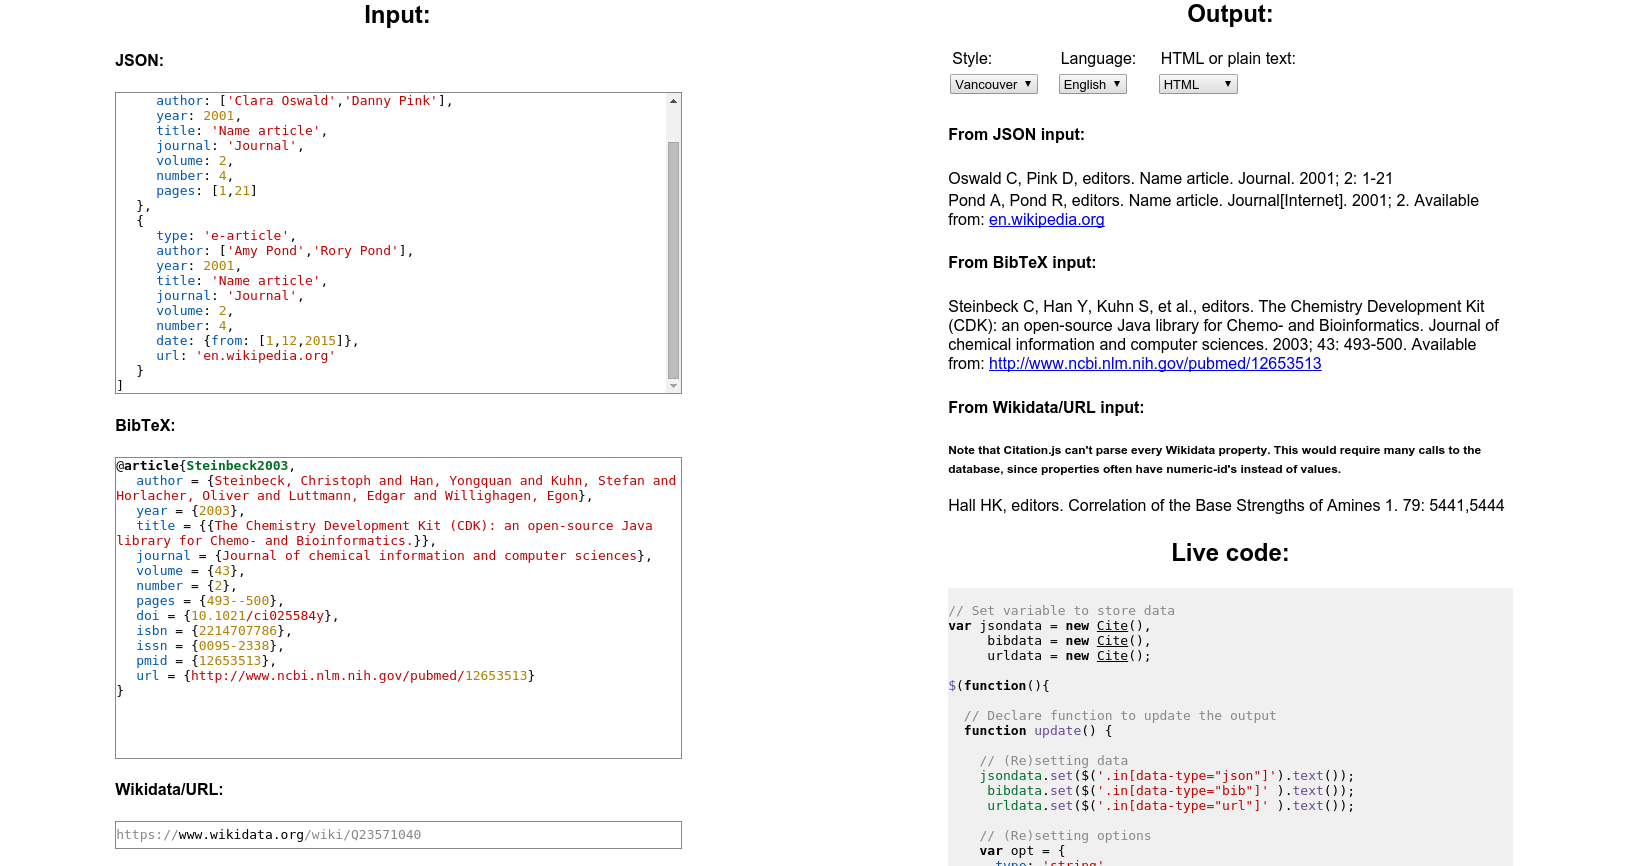 Input:
JSON:
author: ['Clara Oswald','Danny Pink'],
year: 2001,
title: 'Name article',
journal: 'Journal',
volume: 2,
number: 4,
pages: [1,21]
},
{
type: 'e-article',
author: ['Amy Pond','Rory Pond'],
year: 2001,
title: 'Name article',
journal: 'Journal',
volume: 2,
number: 4,
date: {from: [1,12,2015]},
url: 'en.wikipedia.org'
}
]
BibTeX:
@article{Steinbeck2003,
author = {Steinbeck, Christoph and Han, Yongquan and Kuhn, Stefan and
Horlacher, Oliver and Luttmann, Edgar and Willighagen, Egon},
year = {2003},
title = {{The Chemistry Development Kit (CDK): an open-source Java
library for Chemo- and Bioinformatics.}},
journal = {Journal of chemical information and computer sciences},
volume = {43},
number = {2},
pages = {493--500},
doi = {10.1021/ci025584y},
isbn = {2214707786},
issn = {0095-2338},
pmid = {12653513},
url = {http://www.ncbi.nlm.nih.gov/pubmed/12653513}
}
Wikidata/URL:
https://www.wikidata.org/wiki/Q23571040
Output:
Style: Language: HTML or plain text:
Vancouver English HTML
From JSON input:
Oswald C, Pink D, editors. Name article. Journal. 2001; 2: 1-21
Pond A, Pond R, editors. Name article. Journal[Internet]. 2001; 2. Available
from: en.wikipedia.org
From BibTeX input:
Steinbeck C, Han Y, Kuhn S, et al., editors. The Chemistry Development Kit
(CDK): an open-source Java library for Chemo- and Bioinformatics. Journal of
chemical information and computer sciences. 2003; 43: 493-500. Available
from: http://www.ncbi.nlm.nih.gov/pubmed/12653513
From Wikidata/URL input:
Note that Citation.js can't parse every Wikidata property. This would require many calls to the
database, since properties often have numeric-id's instead of values.
Hall HK, editors. Correlation of the Base Strengths of Amines 1. 79: 5441,5444
Live code:
// Set variable to store data
var jsondata = new Cite(),
bibdata = new Cite(),
urldata = new Cite();
$(function(){
// Declare function to update the output
function update() {
// (Re)setting data
jsondata.set($('.in[data-type="json"]').text());
bibdata.set($('.in[data-type="bib"]' ).text());
urldata.set($('.in[data-type="url"]' ).text());
// (Re)setting options
var opt = {
type: 'string'